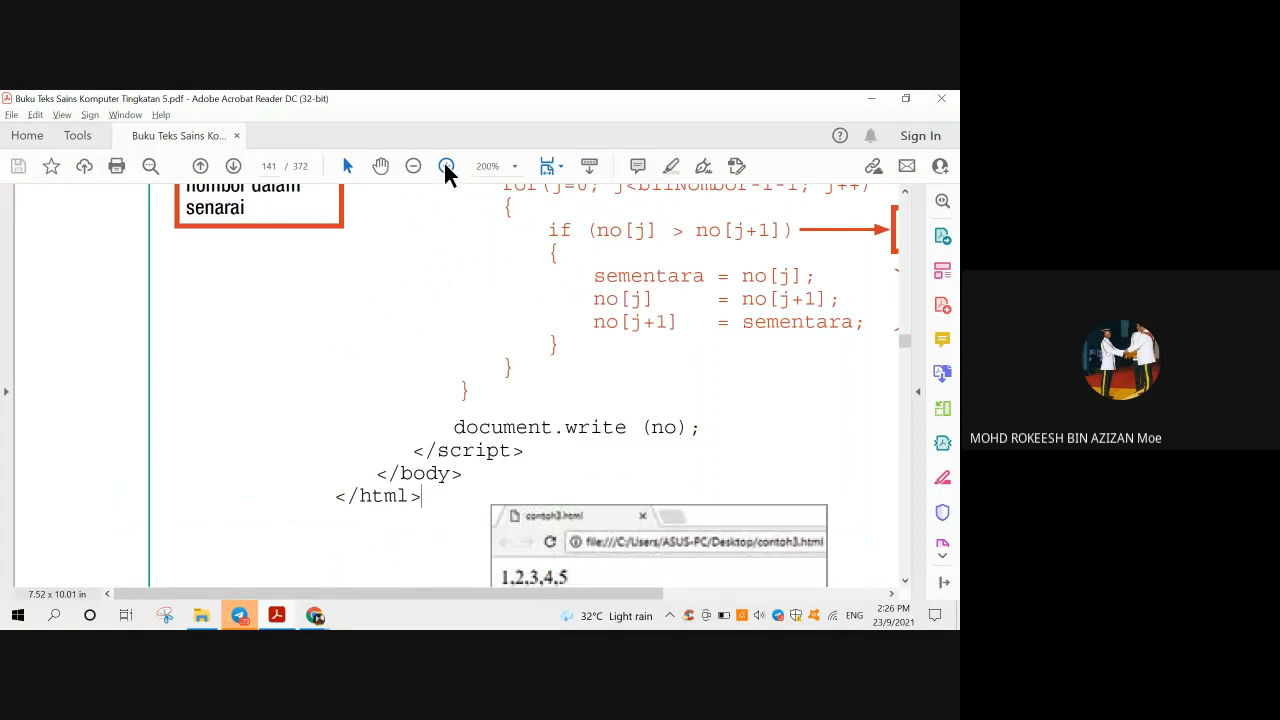 Buku Teks Sains Komputer Tingkatan 5.pdf - Adobe Acrobat Reader DC (32-bit)
File Edit View Sign Window Help
Home Tools Buku Teks Sains Ko... × Sign In
141 / 372 200%
nombor dalam
senarai
{
if (no[j] > no[j+1])
{
sementara = no[j];
no[j] = no[j+1];
no[j+1] = sementara;
}
}
}
document.write (no);
</script>
</body>
</html>
contoh3.html
file:///C:/Users/ASUS-PC/Desktop/contoh3.html
1,2,3,4,5
7.52 x 10.01 in
MOHD ROKEESH BIN AZIZAN Moe
32°C Light rain ENG 2:26 PM
23/9/2021